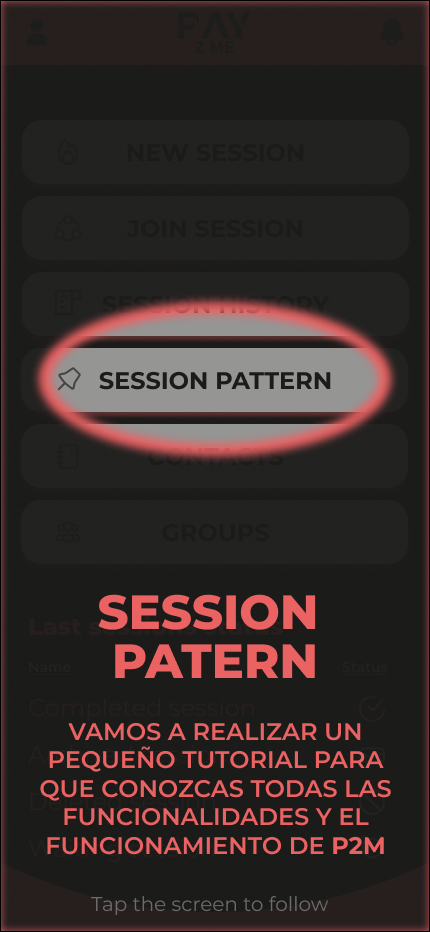 PAY
2 ME
NEW SESSION
JOIN SESSION
SESSION HISTORY
SESSION PATTERN
CONTACTS
GROUPS
SESSION
PATERN
Last sessions status
Name Status
Completed session
VAMOS A REALIZAR UN
PEQUEÑO TUTORIAL PARA
QUE CONOZCAS TODAS LAS
FUNCIONALIDADES Y EL
FUNCIONAMIENTO DE P2M
Tap the screen to follow